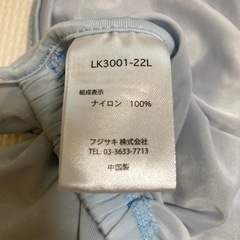 LK3001-22L
組成表示
ナイロン 100%
フジサキ 株式会社
TEL 03-3633-7713
中国製